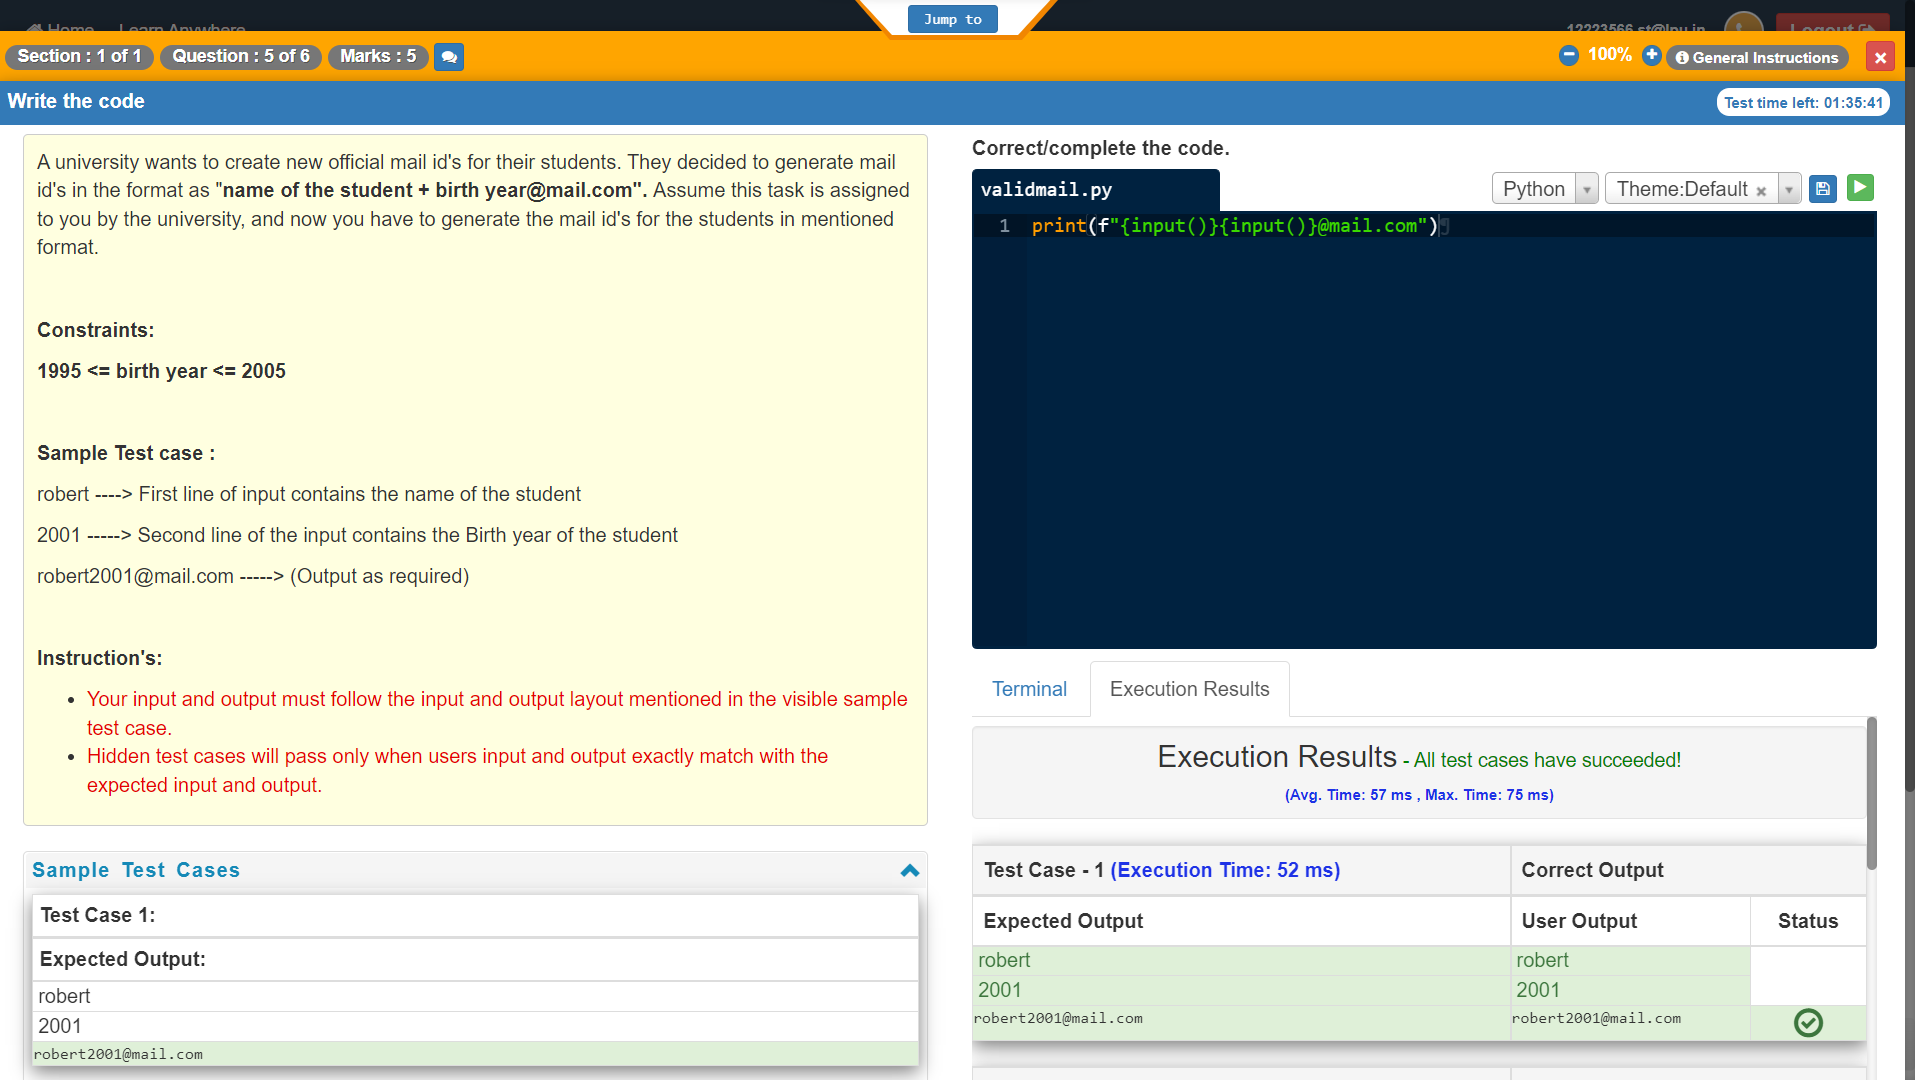 Home Learn Anywhere
Jump to
12223566.st@lpu.in
Logout
Section : 1 of 1
Question : 5 of 6
Marks : 5
100%
General Instructions
Write the code
Test time left: 01:35:41
A university wants to create new official mail id's for their students. They decided to generate mail
id's in the format as "name of the student + birth year@mail.com". Assume this task is assigned
to you by the university, and now you have to generate the mail id's for the students in mentioned
format.
Constraints:
1995 <= birth year <= 2005
Sample Test case :
robert ----> First line of input contains the name of the student
2001 -----> Second line of the input contains the Birth year of the student
robert2001@mail.com -----> (Output as required)
Instruction's:
• Your input and output must follow the input and output layout mentioned in the visible sample
test case.
• Hidden test cases will pass only when users input and output exactly match with the
expected input and output.
Sample Test Cases
Test Case 1:
Expected Output:
robert
2001
robert2001@mail.com
Correct/complete the code.
validmail.py
Python
Theme:Default
1 print(f"{input()}{input()}@mail.com")
Terminal
Execution Results
Execution Results - All test cases have succeeded!
(Avg. Time: 57 ms , Max. Time: 75 ms)
Test Case - 1 (Execution Time: 52 ms)
Correct Output
Expected Output
User Output
Status
robert
robert
2001
2001
robert2001@mail.com
robert2001@mail.com